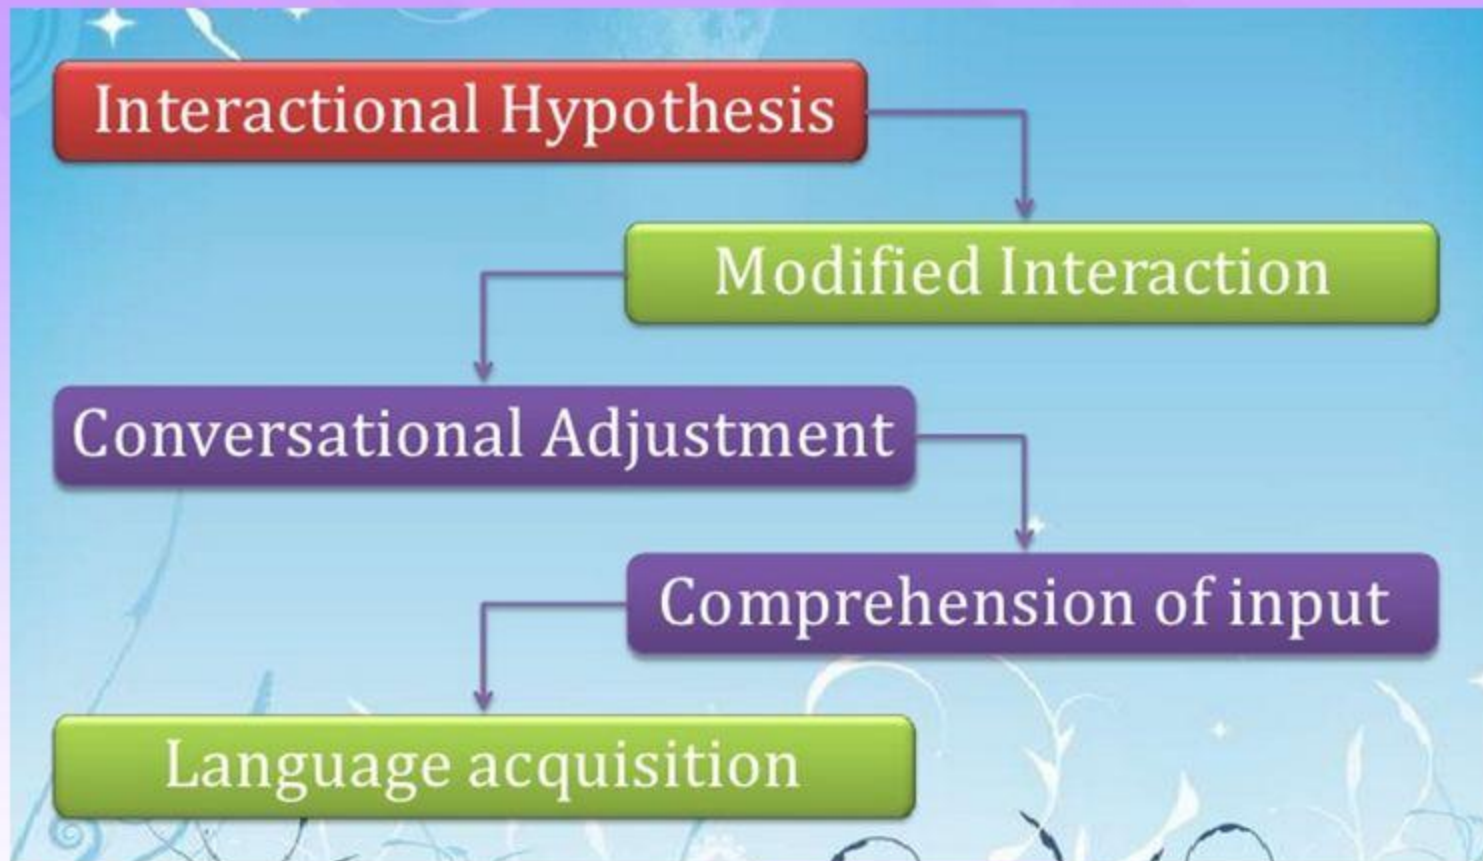 Interactional Hypothesis
Modified Interaction
Conversational Adjustment
Comprehension of input
Language acquisition